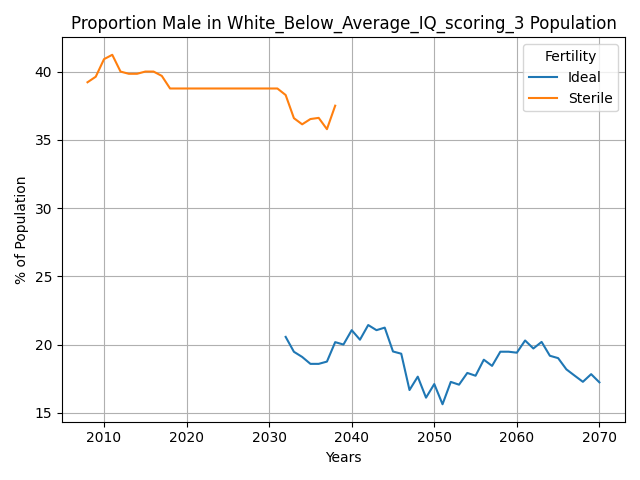 Proportion Male in White_Below_Average_IQ_scoring_3 Population
Fertility
Ideal
Sterile
% of Population
40
35
30
25
20
15
2010
2020
2030
2040
2050
2060
2070
Years